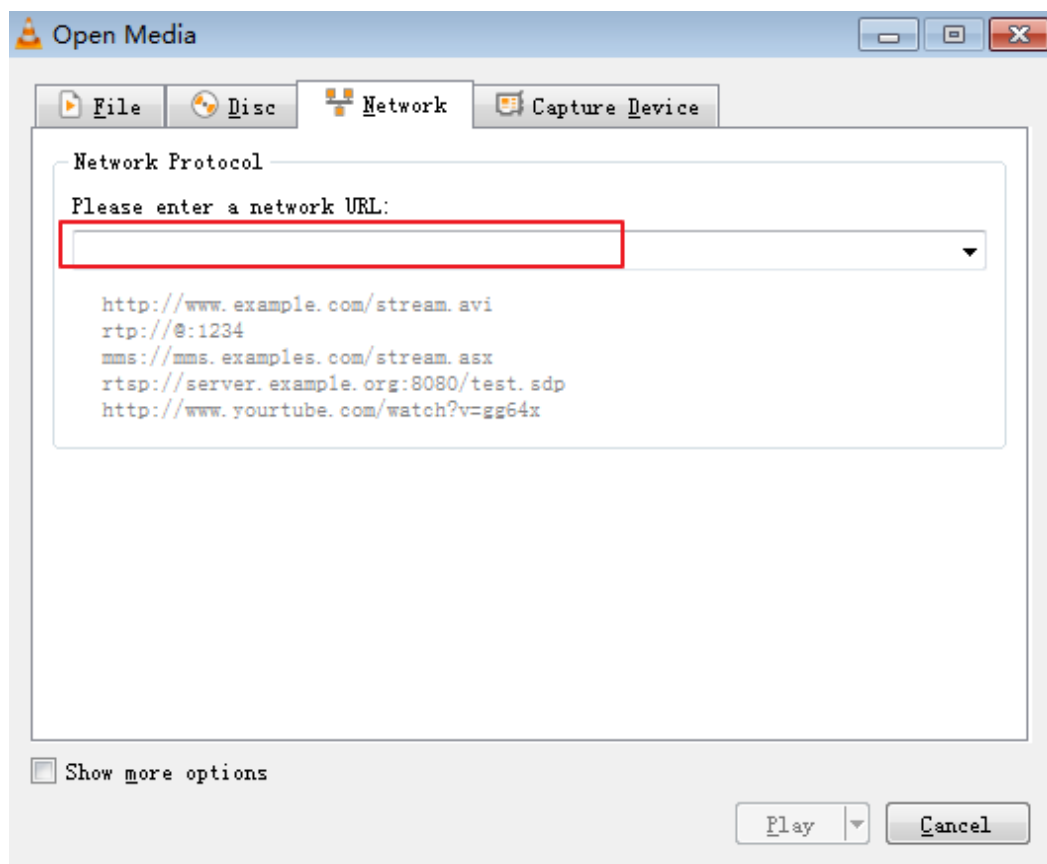 Open Media
File Disc Network Capture Device
Network Protocol
Please enter a network URL:
http://www.example.com/stream.avi
rtp://@:1234
mms://mms.examples.com/stream.asx
rtsp://server.example.org:8080/test.sdp
http://www.yourtube.com/watch?v=gg64x
Show more options
Play Cancel